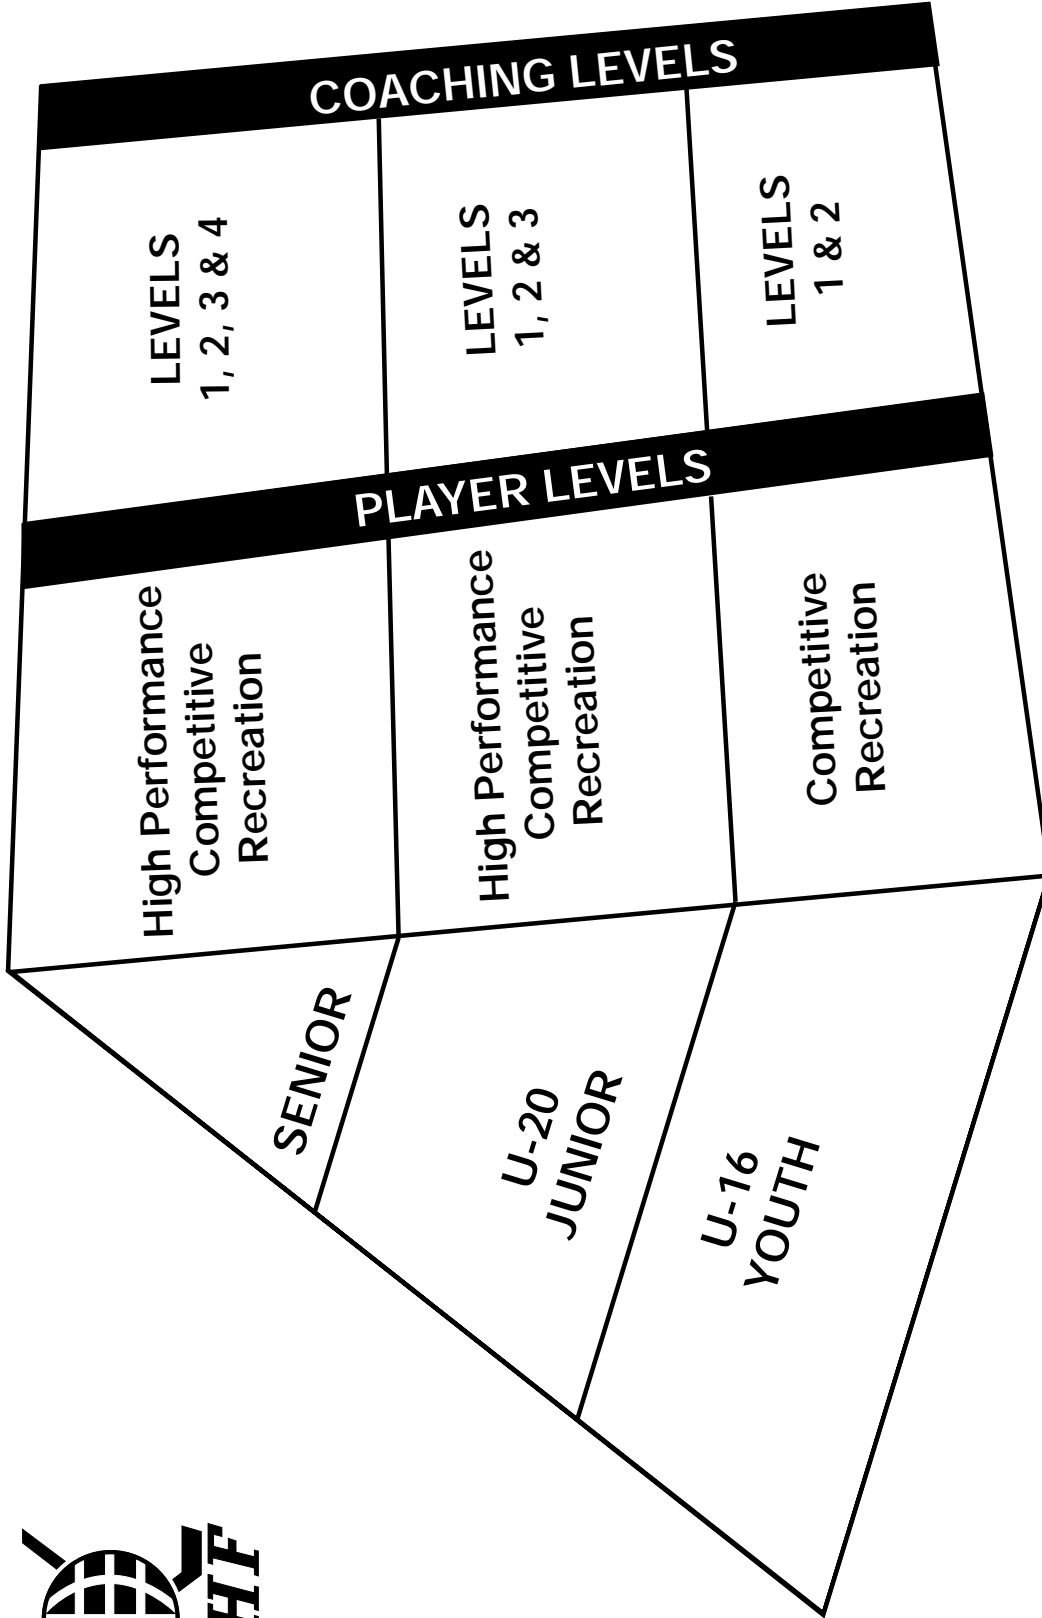 COACHING LEVELS
LEVELS
1, 2, 3 & 4
LEVELS
1, 2 & 3
LEVELS
1 & 2
PLAYER LEVELS
High Performance
Competitive
Recreation
High Performance
Competitive
Recreation
Competitive
Recreation
SENIOR
U-20
JUNIOR
U-16
YOUTH
HF